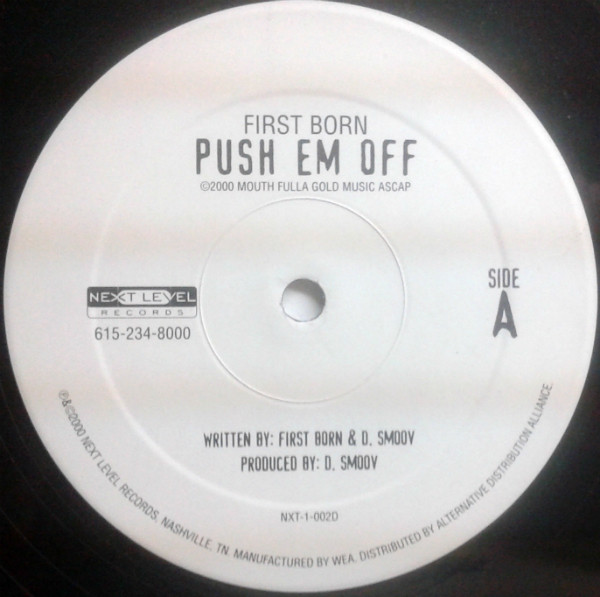 FIRST BORN
PUSH EM OFF
©2000 MOUTH FULLA GOLD MUSIC ASCAP
NEXT LEVEL
RECORDS
615-234-8000
SIDE
A
WRITTEN BY: FIRST BORN & D. SMOOV
PRODUCED BY: D. SMOOV
NXT-1-002D
℗&©2000 NEXT LEVEL RECORDS, NASHVILLE, TN. MANUFACTURED BY WEA. DISTRIBUTED BY ALTERNATIVE DISTRIBUTION ALLIANCE.